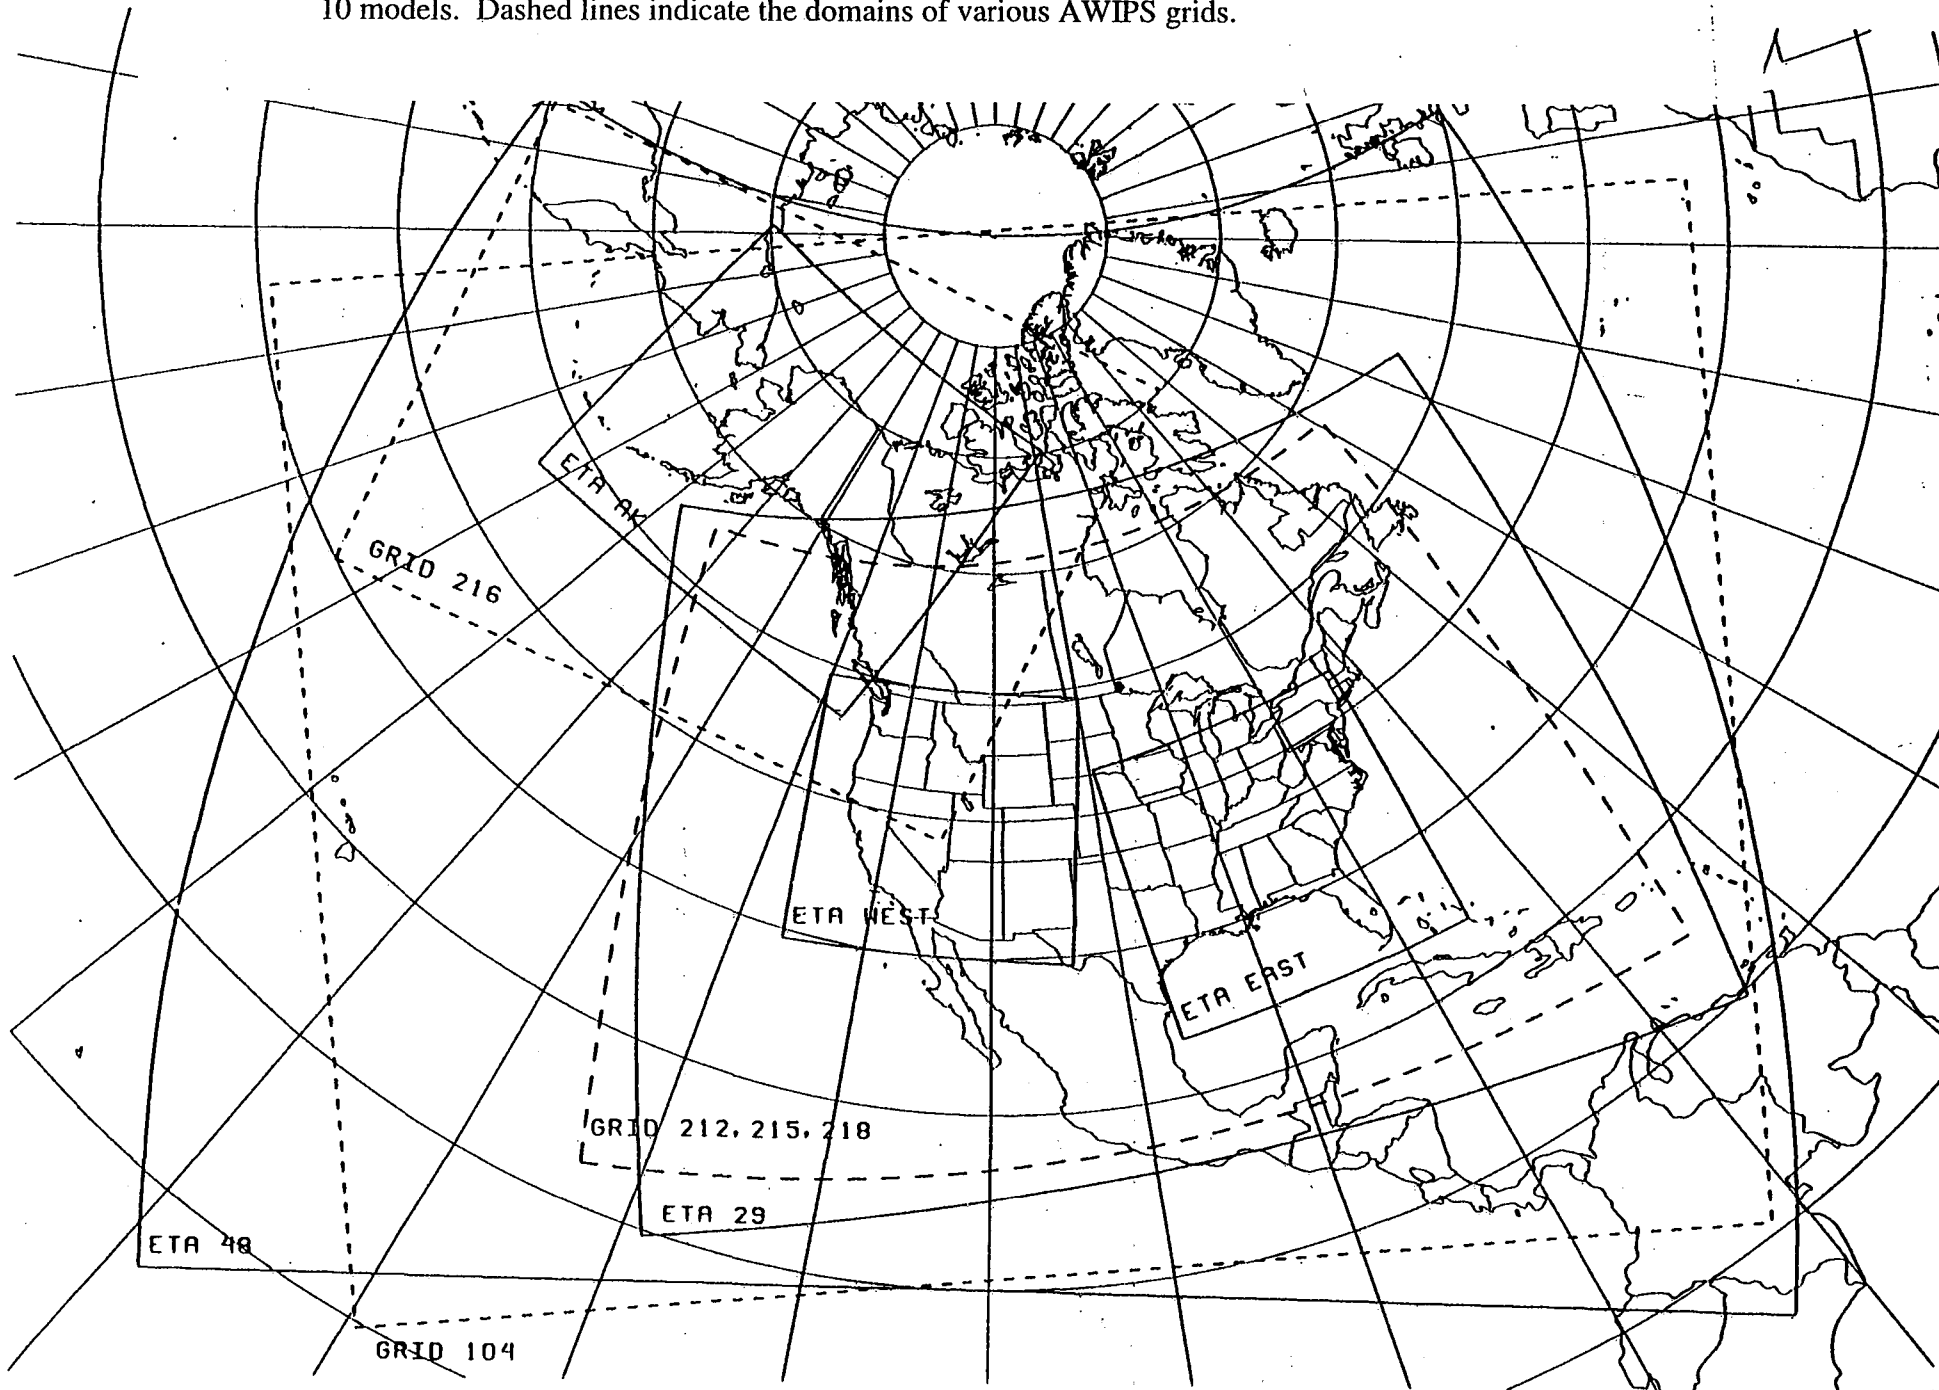 10 models. Dashed lines indicate the domains of various AWIPS grids.
ETA AK
GRID 216
ETA WEST
ETA EAST
GRID 212,215,218
ETA 29
ETA 48
GRID 104